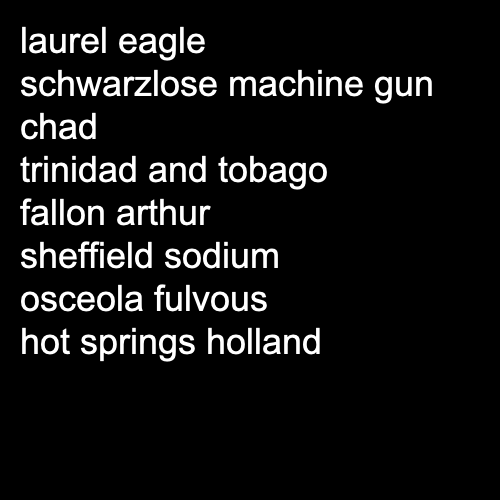 laurel eagle
schwarzlose machine gun
chad
trinidad and tobago
fallon arthur
sheffield sodium
osceola fulvous
hot springs holland